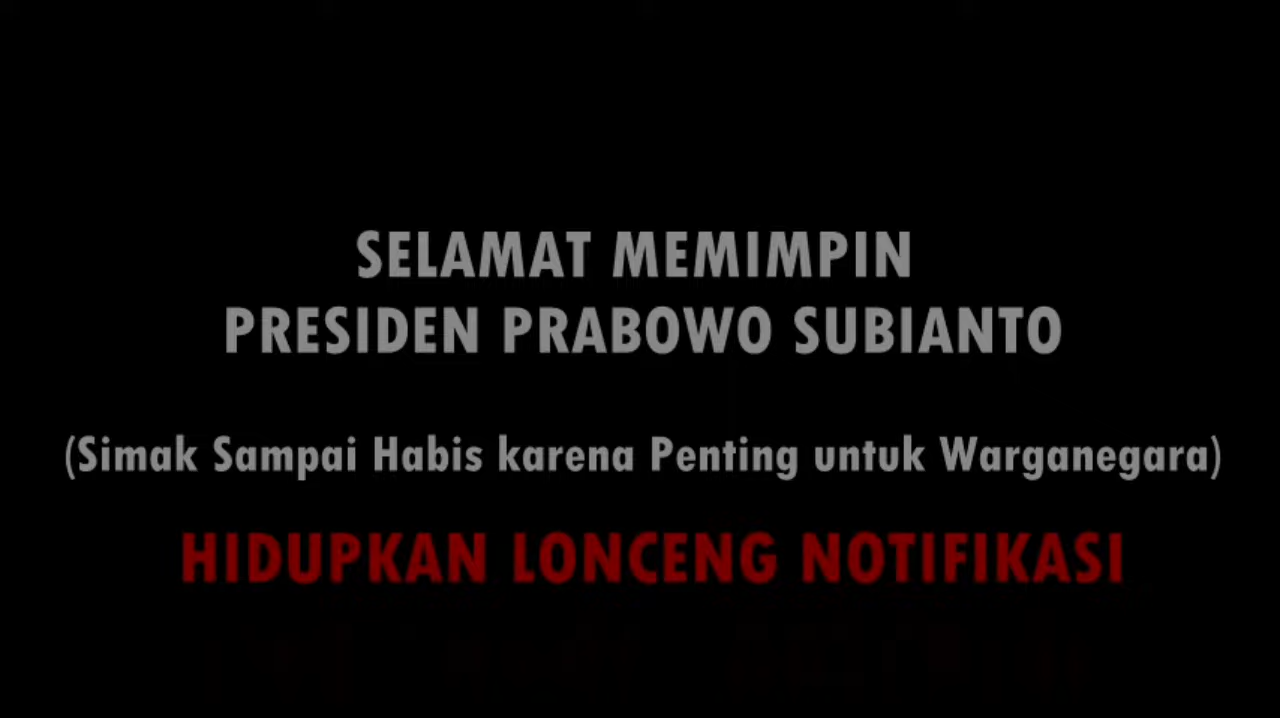 SELAMAT MEMIMPIN
PRESIDEN PRABOWO SUBIANTO
(Simak Sampai Habis karena Penting untuk Warganegara)
HIDUPKAN LONCENG NOTIFIKASI